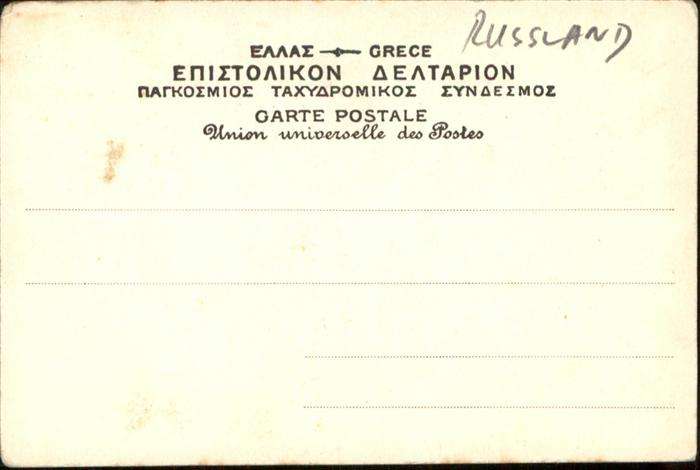 RUSSLAND
ΕΛΛΑΣ GRECE
ΕΠΙΣΤΟΛΙΚΟΝ ΔΕΛΤΑΡΙΟΝ
ΠΑΓΚΟΣΜΙΟΣ ΤΑΧΥΔΡΟΜΙΚΟΣ ΣΥΝΔΕΣΜΟΣ
CARTE POSTALE
Union universelle des Postes